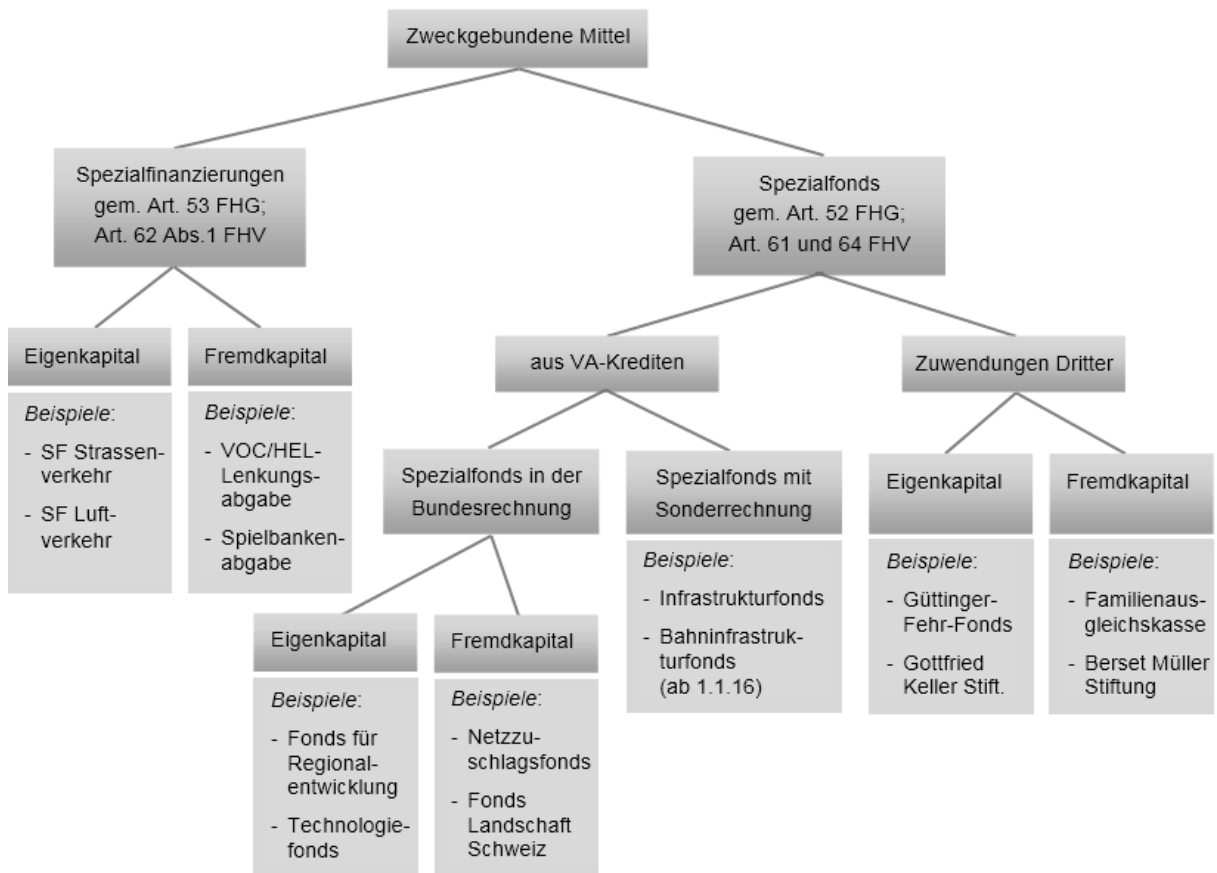 Zweckgebundene Mittel
Spezialfinanzierungen
gem. Art. 53 FHG;
Art. 62 Abs.1 FHV
Spezialfonds
gem. Art. 52 FHG;
Art. 61 und 64 FHV
Eigenkapital
Beispiele:
- SF Strassen-
verkehr
- SF Luft-
verkehr
Fremdkapital
Beispiele:
- VOC/HEL-
Lenkungs-
abgabe
- Spielbanken-
abgabe
aus VA-Krediten
Zuwendungen Dritter
Spezialfonds in der
Bundesrechnung
Spezialfonds mit
Sonderrechnung
Beispiele:
- Infrastrukturfonds
- Bahninfrastruk-
turfonds
(ab 1.1.16)
Eigenkapital
Beispiele:
- Güttinger-
Fehr-Fonds
- Gottfried
Keller Stift.
Fremdkapital
Beispiele:
- Familienaus-
gleichskasse
- Berset Müller
Stiftung
Eigenkapital
Beispiele:
- Fonds für
Regional-
entwicklung
- Technologie-
fonds
Fremdkapital
Beispiele:
- Netzzu-
schlagsfonds
- Fonds
Landschaft
Schweiz